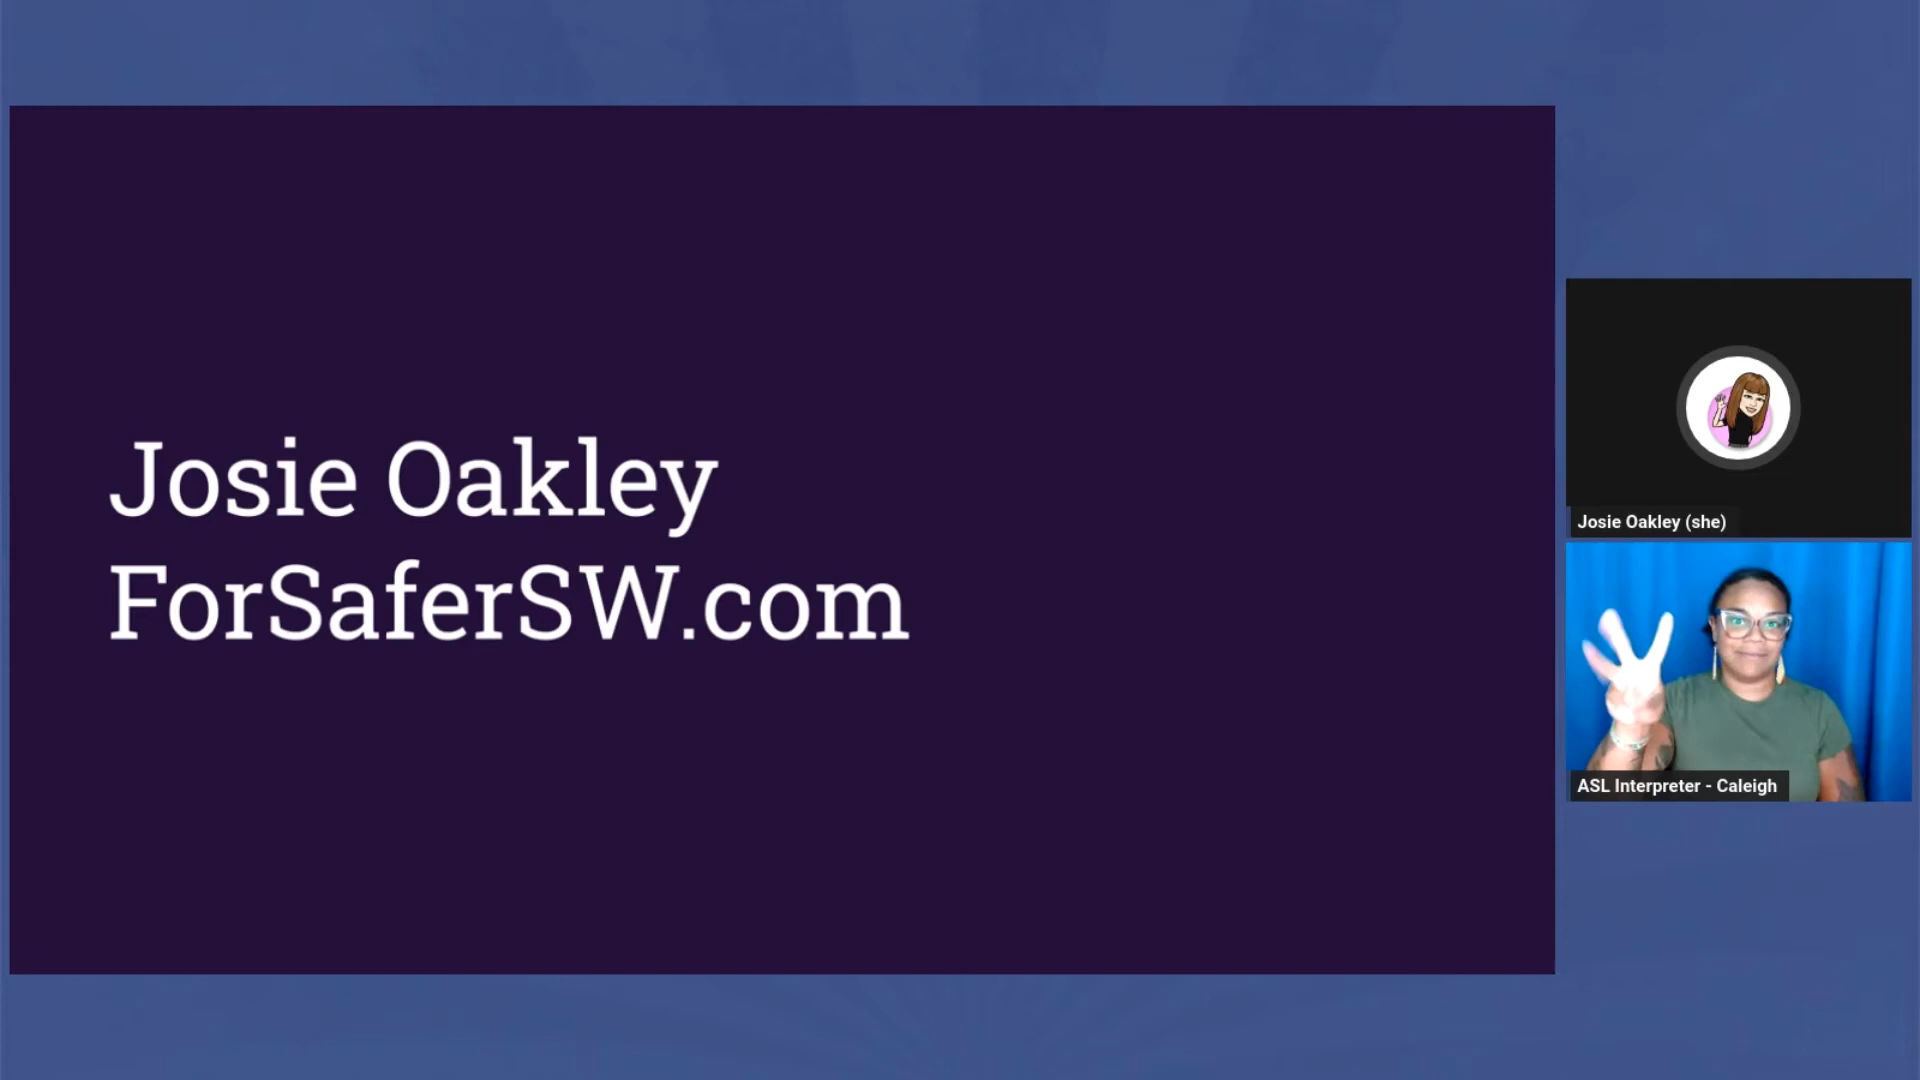 Josie Oakley
ForSaferSW.com
Josie Oakley (she)
ASL Interpreter - Caleigh